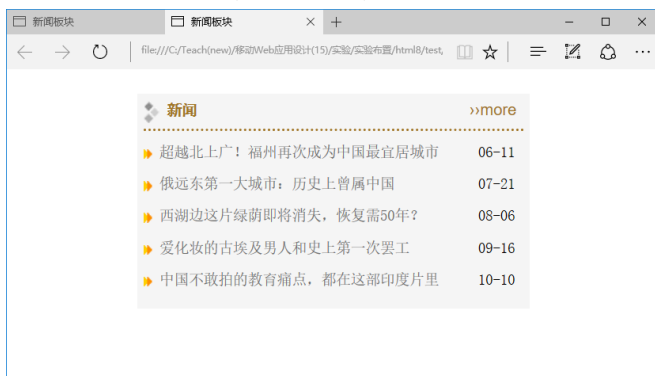 新闻板块
新闻板块
file:///C:/Teach(new)/移动Web应用设计(15)/实验/实验布置/html8/test,
新闻 ››more
超越北上广！福州再次成为中国最宜居城市 06-11
俄远东第一大城市：历史上曾属中国 07-21
西湖边这片绿荫即将消失，恢复需50年？ 08-06
爱化妆的古埃及男人和史上第一次罢工 09-16
中国不敢拍的教育痛点，都在这部印度片里 10-10